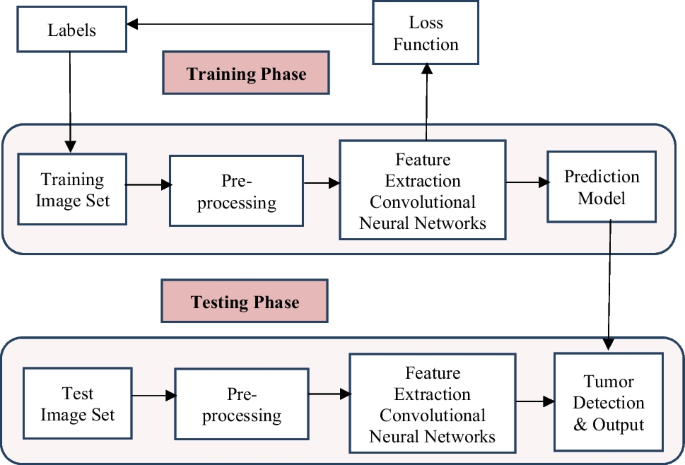 Labels
Loss
Function
Training Phase
Training
Image Set
Pre-
processing
Feature
Extraction
Convolutional
Neural Networks
Prediction
Model
Testing Phase
Test
Image Set
Pre-
processing
Feature
Extraction
Convolutional
Neural Networks
Tumor
Detection
& Output